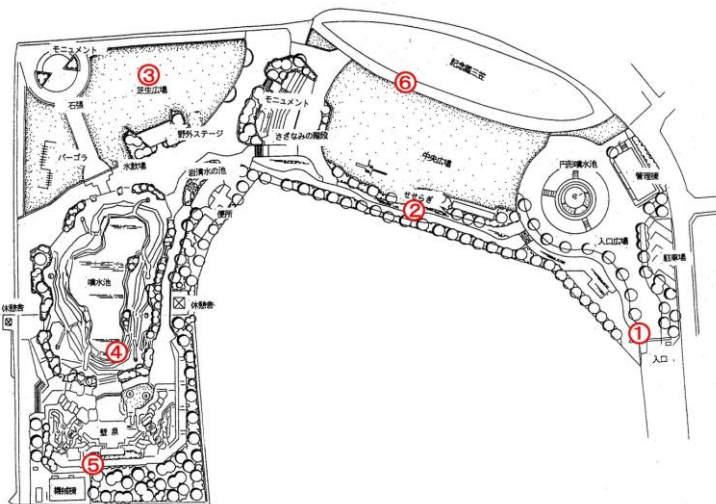 モニュメント
③
芝生広場
石張
パーゴラ
野外ステージ
水飲場
モニュメント
さざなみの階段
⑥
記念艦三笠
中央広場
円形噴水池
管理棟
岩清水の池
便所
せせらぎ
②
入口広場
駐車場
噴水池
休憩舎
休憩舎
④
①
入口
壁泉
⑤
機械棟